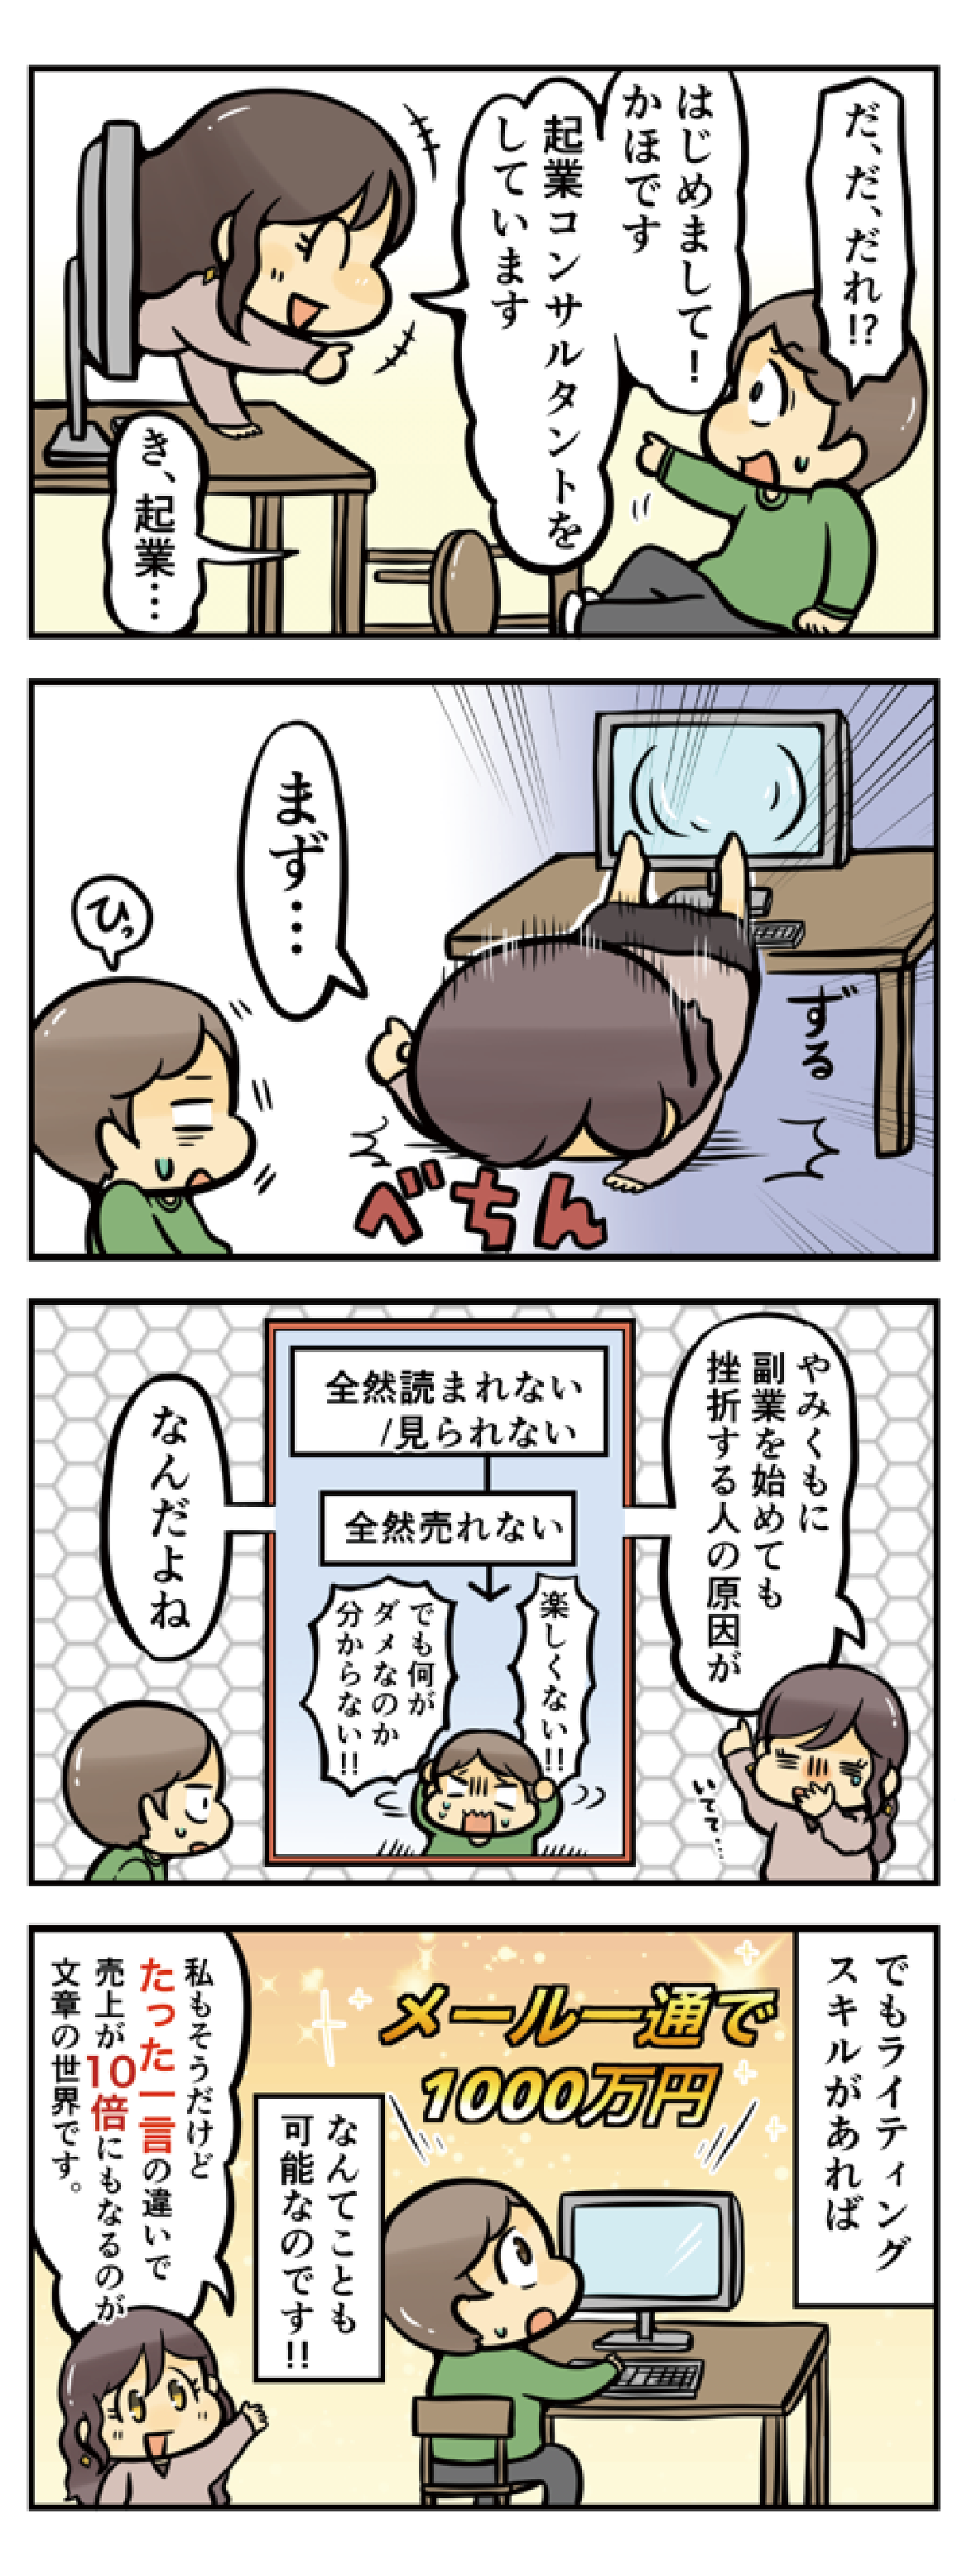 だ、だ、だれ!?
はじめまして！
かほです
起業コンサルタントを
しています
き、起業…
まず…
ひっ
ずる
べちん
やみくもに
副業を始めても
挫折する人の原因が
いてて…
全然読まれない
/見られない
全然売れない
楽しくない!!
でも何が
ダメなのか
分からない!!
なんだよね
でもライティング
スキルがあれば
メール一通で
1000万円
なんてことも
可能なのです!!
私もそうだけど
たった一言の違いで
売上が10倍にもなるのが
文章の世界です。